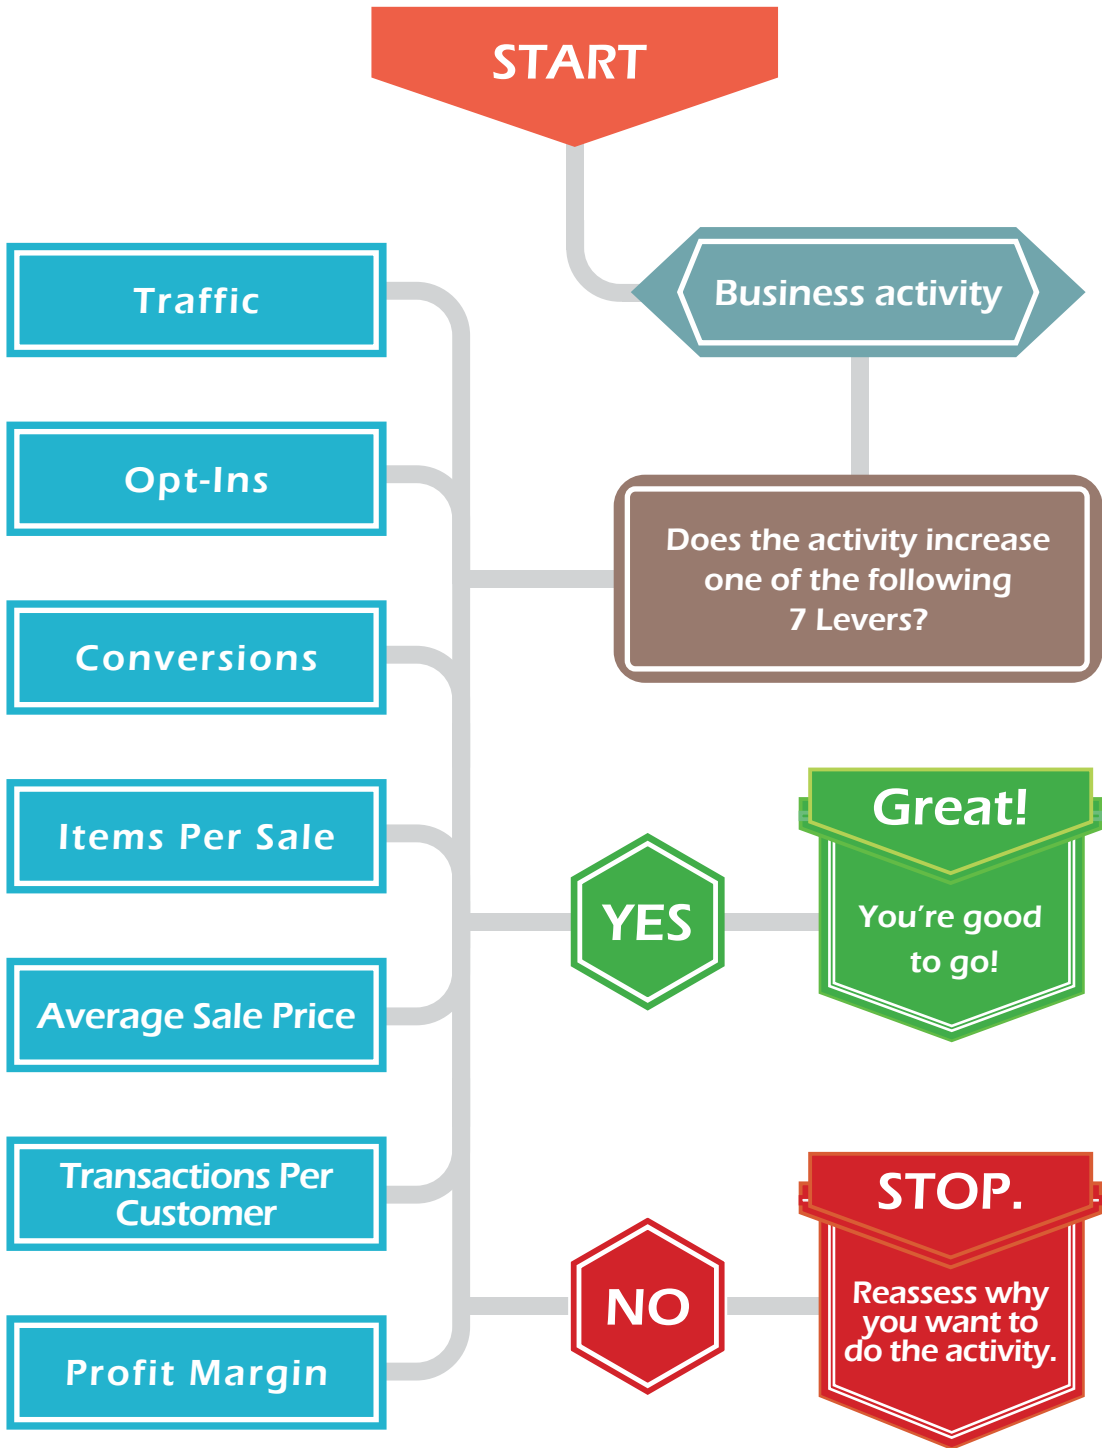 START
Business activity
Does the activity increase
one of the following
7 Levers?
Traffic
Opt-Ins
Conversions
Items Per Sale
Average Sale Price
Transactions Per
Customer
Profit Margin
YES
Great!
You're good
to go!
NO
STOP.
Reassess why
you want to
do the activity.